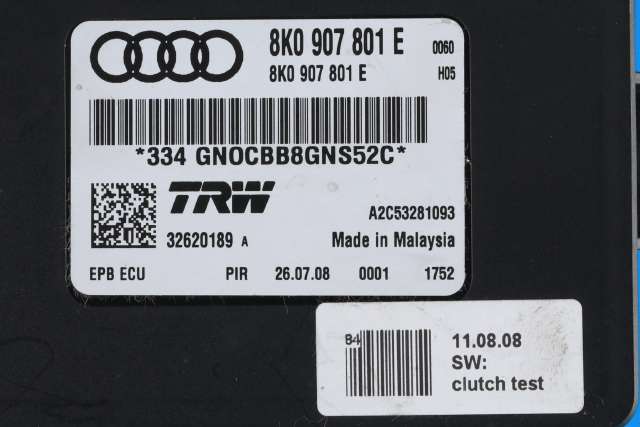 8K0 907 801 E 0060
8K0 907 801 E H05
*334 GNOCBB8GNS52C*
TRW
A2C53281093
32620189 A Made in Malaysia
EPB ECU PIR 26.07.08 0001 1752
84
11.08.08
SW:
clutch test